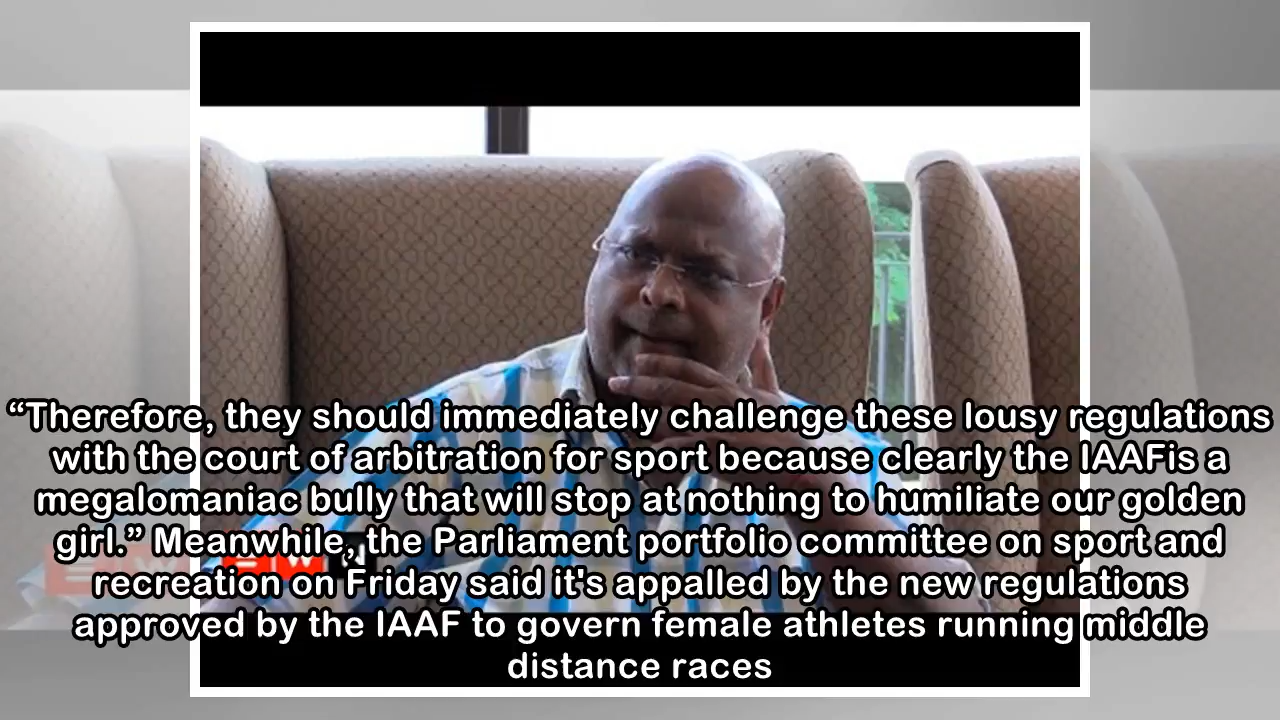 “Therefore, they should immediately challenge these lousy regulations
with the court of arbitration for sport because clearly the IAAFis a
megalomaniac bully that will stop at nothing to humiliate our golden
girl.” Meanwhile, the Parliament portfolio committee on sport and
recreation on Friday said it's appalled by the new regulations
approved by the IAAF to govern female athletes running middle
distance races